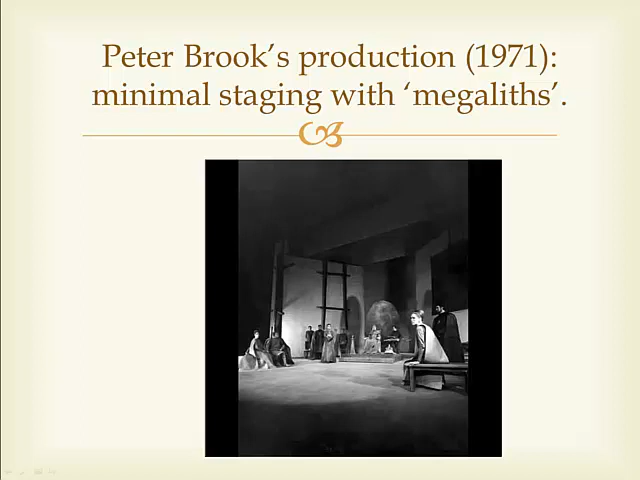 Peter Brook’s production (1971):
minimal staging with ‘megaliths’.